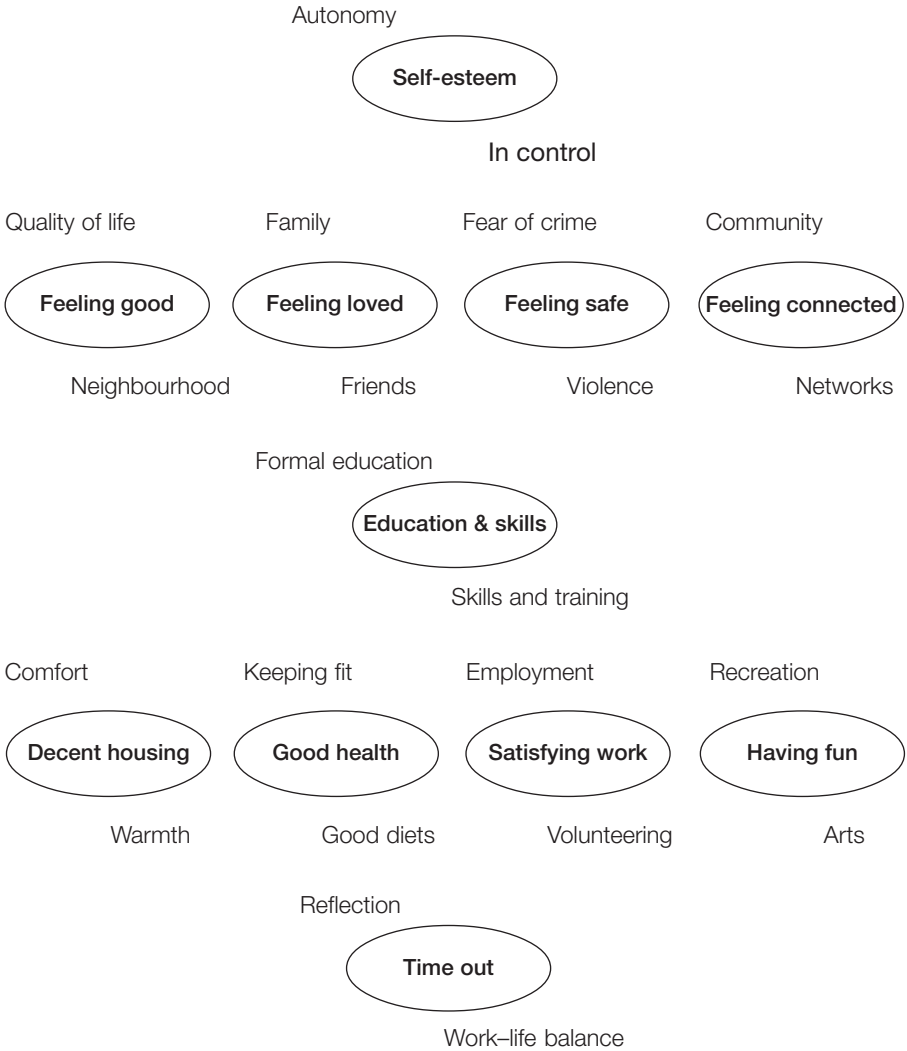 Autonomy
Self-esteem
In control
Quality of life Family Fear of crime Community
Feeling good Feeling loved Feeling safe Feeling connected
Neighbourhood Friends Violence Networks
Formal education
Education & skills
Skills and training
Comfort Keeping fit Employment Recreation
Decent housing Good health Satisfying work Having fun
Warmth Good diets Volunteering Arts
Reflection
Time out
Work–life balance